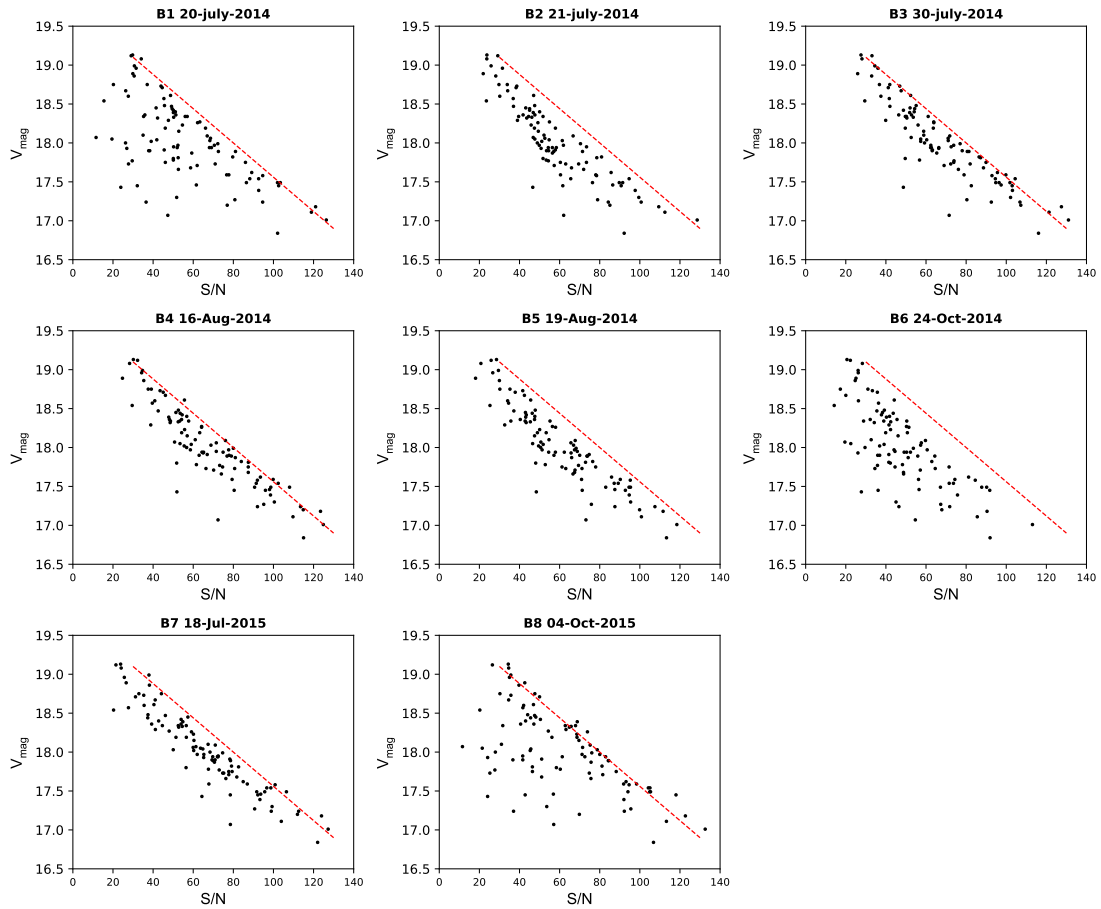 B1 20-july-2014
B2 21-july-2014
B3 30-july-2014
19.5 19.5 19.5
19.0 19.0 19.0
18.5 18.5 18.5
18.0 18.0 18.0
17.5 17.5 17.5
17.0 17.0 17.0
16.5 16.5 16.5
Vmag Vmag Vmag
0 20 40 60 80 100 120 140 0 20 40 60 80 100 120 140 0 20 40 60 80 100 120 140
S/N S/N S/N
B4 16-Aug-2014
B5 19-Aug-2014
B6 24-Oct-2014
19.5 19.5 19.5
19.0 19.0 19.0
18.5 18.5 18.5
18.0 18.0 18.0
17.5 17.5 17.5
17.0 17.0 17.0
16.5 16.5 16.5
Vmag Vmag Vmag
0 20 40 60 80 100 120 140 0 20 40 60 80 100 120 140 0 20 40 60 80 100 120 140
S/N S/N S/N
B7 18-Jul-2015
B8 04-Oct-2015
19.5 19.5
19.0 19.0
18.5 18.5
18.0 18.0
17.5 17.5
17.0 17.0
16.5 16.5
Vmag Vmag
0 20 40 60 80 100 120 140 0 20 40 60 80 100 120 140
S/N S/N